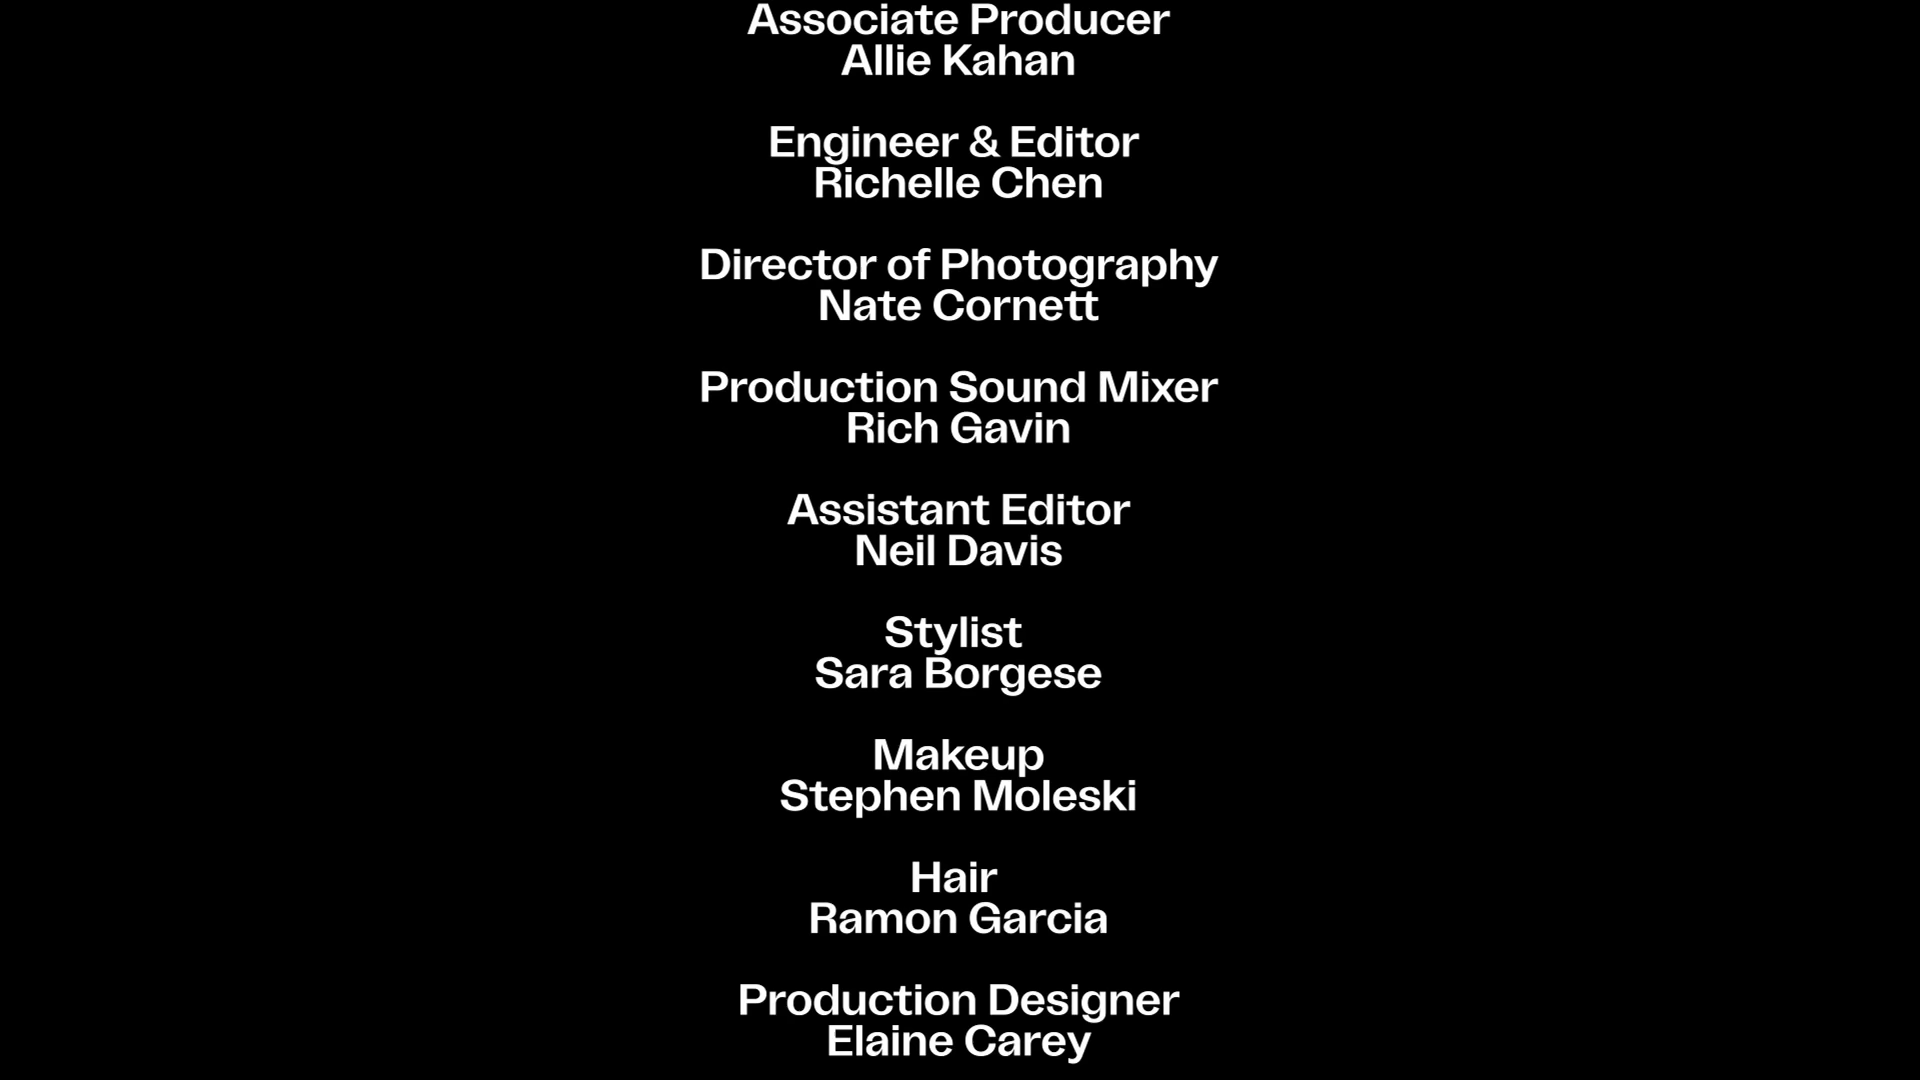 Associate Producer
Allie Kahan
Engineer & Editor
Richelle Chen
Director of Photography
Nate Cornett
Production Sound Mixer
Rich Gavin
Assistant Editor
Neil Davis
Stylist
Sara Borgese
Makeup
Stephen Moleski
Hair
Ramon Garcia
Production Designer
Elaine Carey